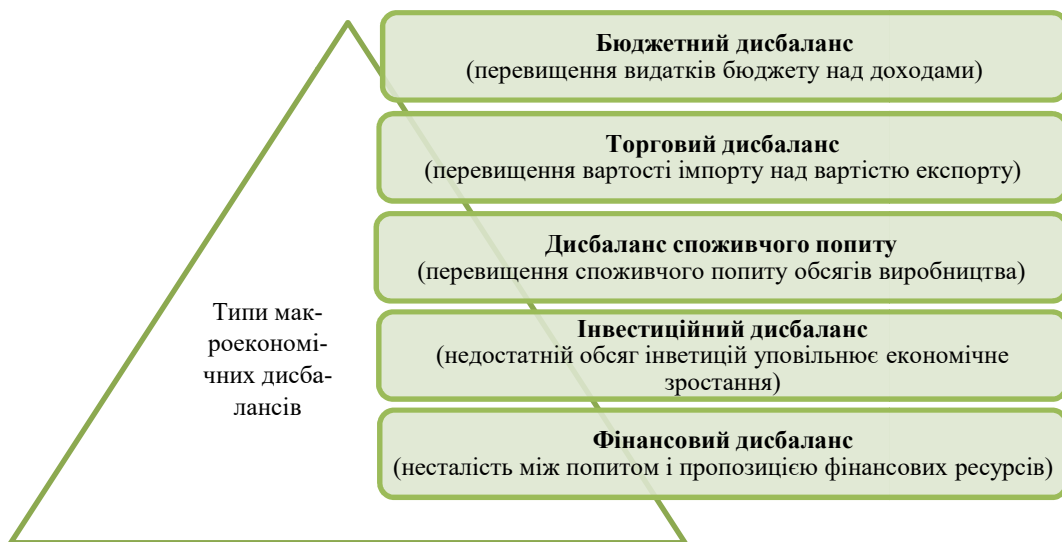 Бюджетний дисбаланс
(перевищення видатків бюджету над доходами)
Торговий дисбаланс
(перевищення вартості імпорту над вартістю експорту)
Дисбаланс споживчого попиту
(перевищення споживчого попиту обсягів виробництва)
Інвестиційний дисбаланс
(недостатній обсяг інветицій уповільнює економічне
зростання)
Фінансовий дисбаланс
(несталість між попитом і пропозицією фінансових ресурсів)
Типи мак-
роекономі-
чних дисба-
лансів